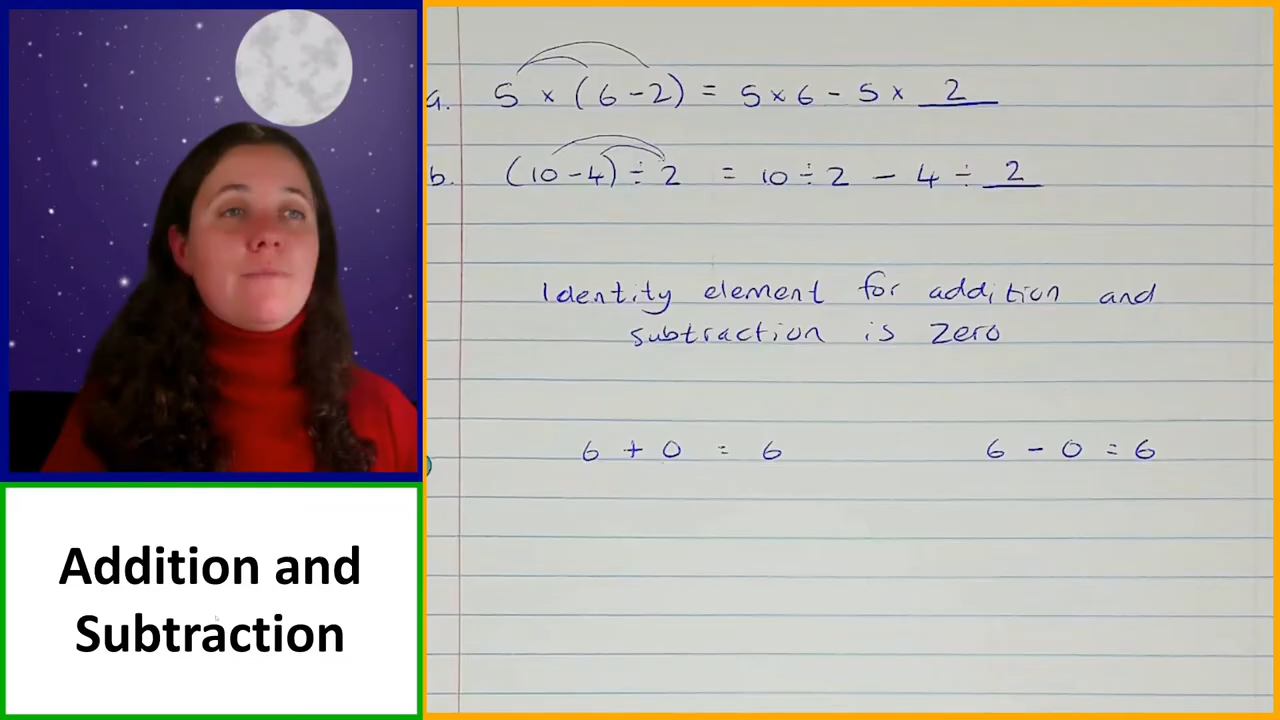 a. 5 × (6 - 2) = 5 × 6 - 5 × 2
b. (10 - 4) ÷ 2 = 10 ÷ 2 - 4 ÷ 2
Identity element for addition and
subtraction is zero
6 + 0 = 6 6 - 0 = 6
Addition and
Subtraction